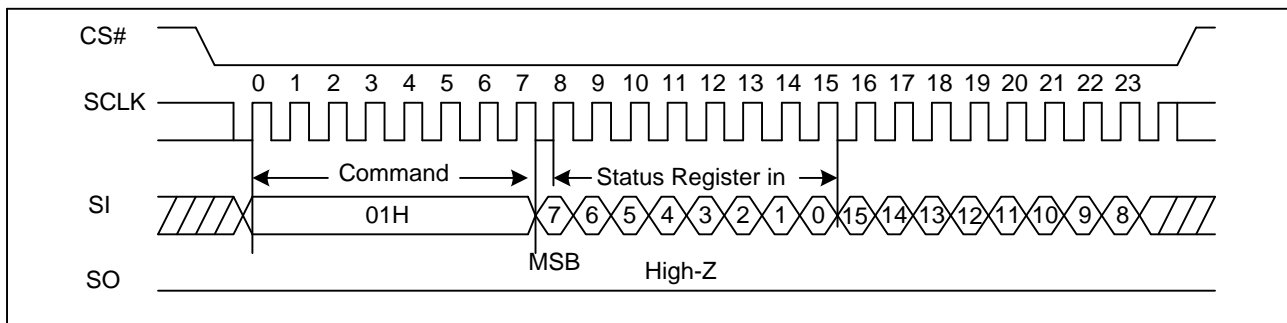 CS#
0 1 2 3 4 5 6 7 8 9 10 11 12 13 14 15 16 17 18 19 20 21 22 23
SCLK
Command Status Register in
SI 01H 7 6 5 4 3 2 1 0 15 14 13 12 11 10 9 8
MSB High-Z
SO